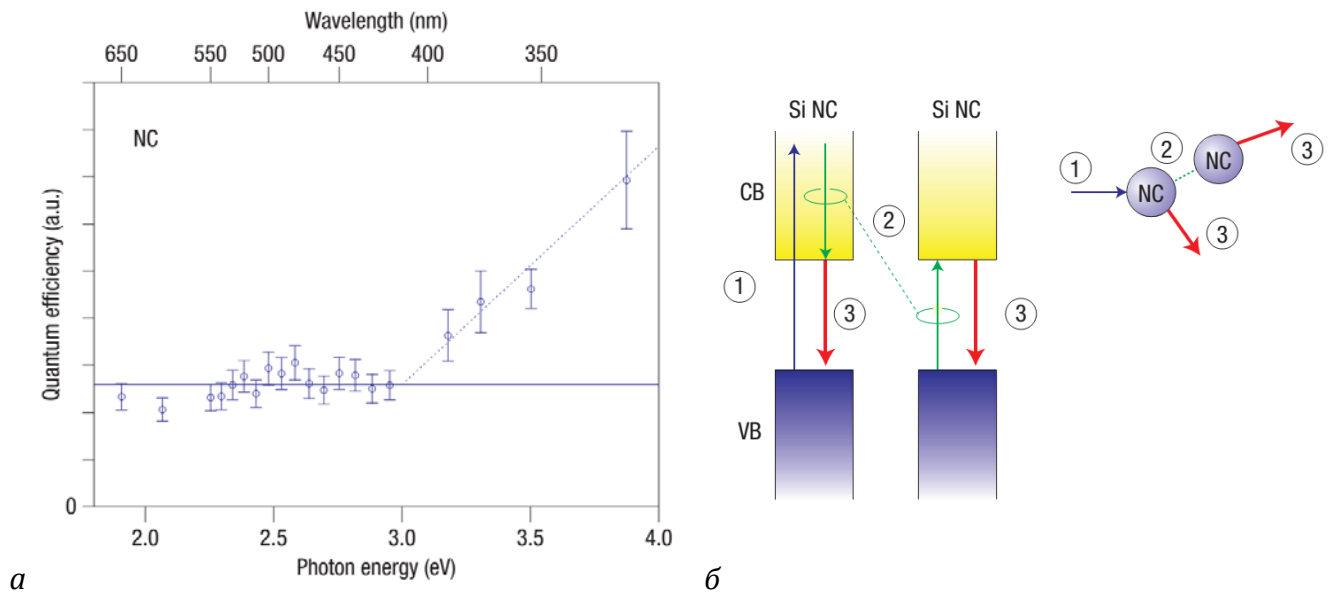 Wavelength (nm)
650 550 500 450 400 350
NC
Quantum efficiency (a.u.)
0
2.0 2.5 3.0 3.5 4.0
Photon energy (eV)
а
Si NC Si NC
CB
VB
1
2
3
3
1
2
3
3
NC
NC
б